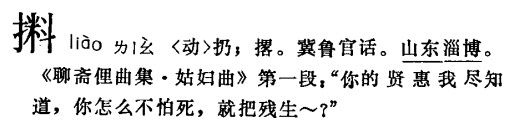 𢴲 liào ㄌㄧㄠˋ 〈动〉扔；撂。冀鲁官话。山东淄博。
《聊斋俚曲集·姑妇曲》第一段：“你的贤惠我尽知
道，你怎么不怕死，就把残生～？”